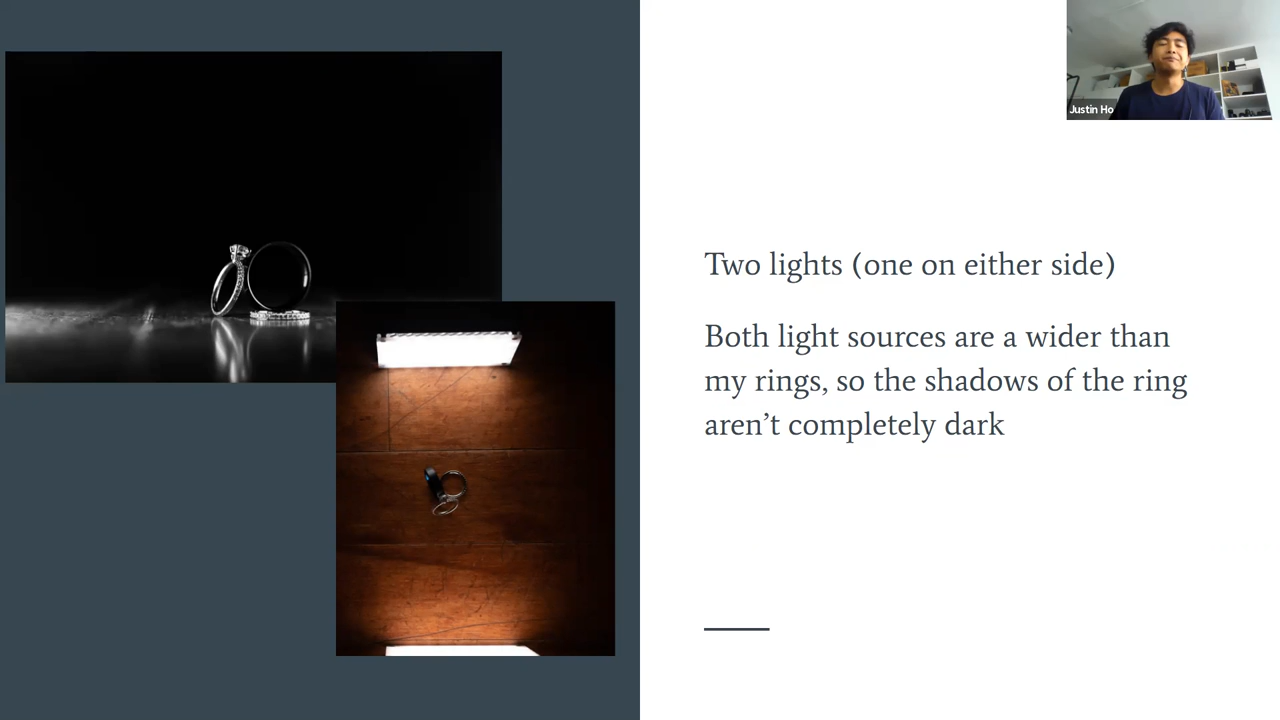 Justin Ho
Two lights (one on either side)
Both light sources are a wider than
my rings, so the shadows of the ring
aren’t completely dark